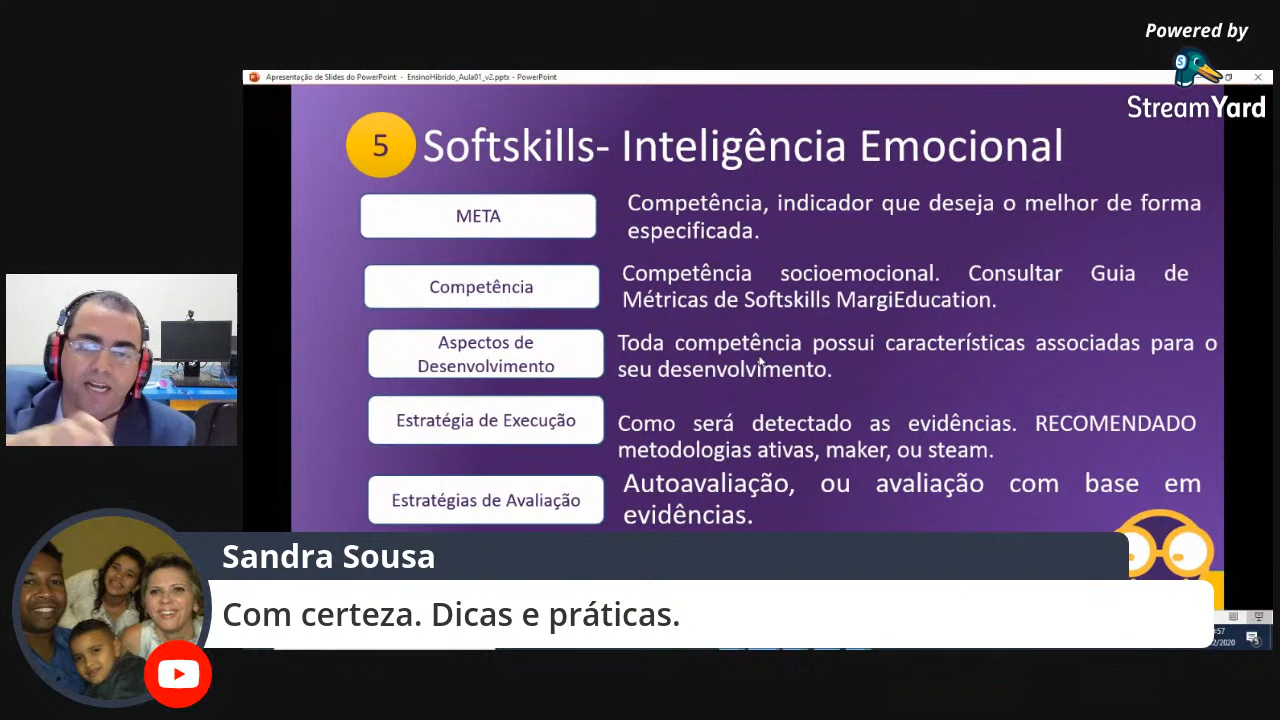 Powered by
StreamYard
Apresentação de Slides do PowerPoint - EnsinoHibrido_Aula01_v2.pptx - PowerPoint
5
Softskills- Inteligência Emocional
META
Competência, indicador que deseja o melhor de forma
especificada.
Competência
Competência socioemocional. Consultar Guia de
Métricas de Softskills MargiEducation.
Aspectos de
Desenvolvimento
Toda competência possui características associadas para o
seu desenvolvimento.
Estratégia de Execução
Como será detectado as evidências. RECOMENDADO
metodologias ativas, maker, ou steam.
Estratégias de Avaliação
Autoavaliação, ou avaliação com base em
evidências.
Sandra Sousa
Com certeza. Dicas e práticas.